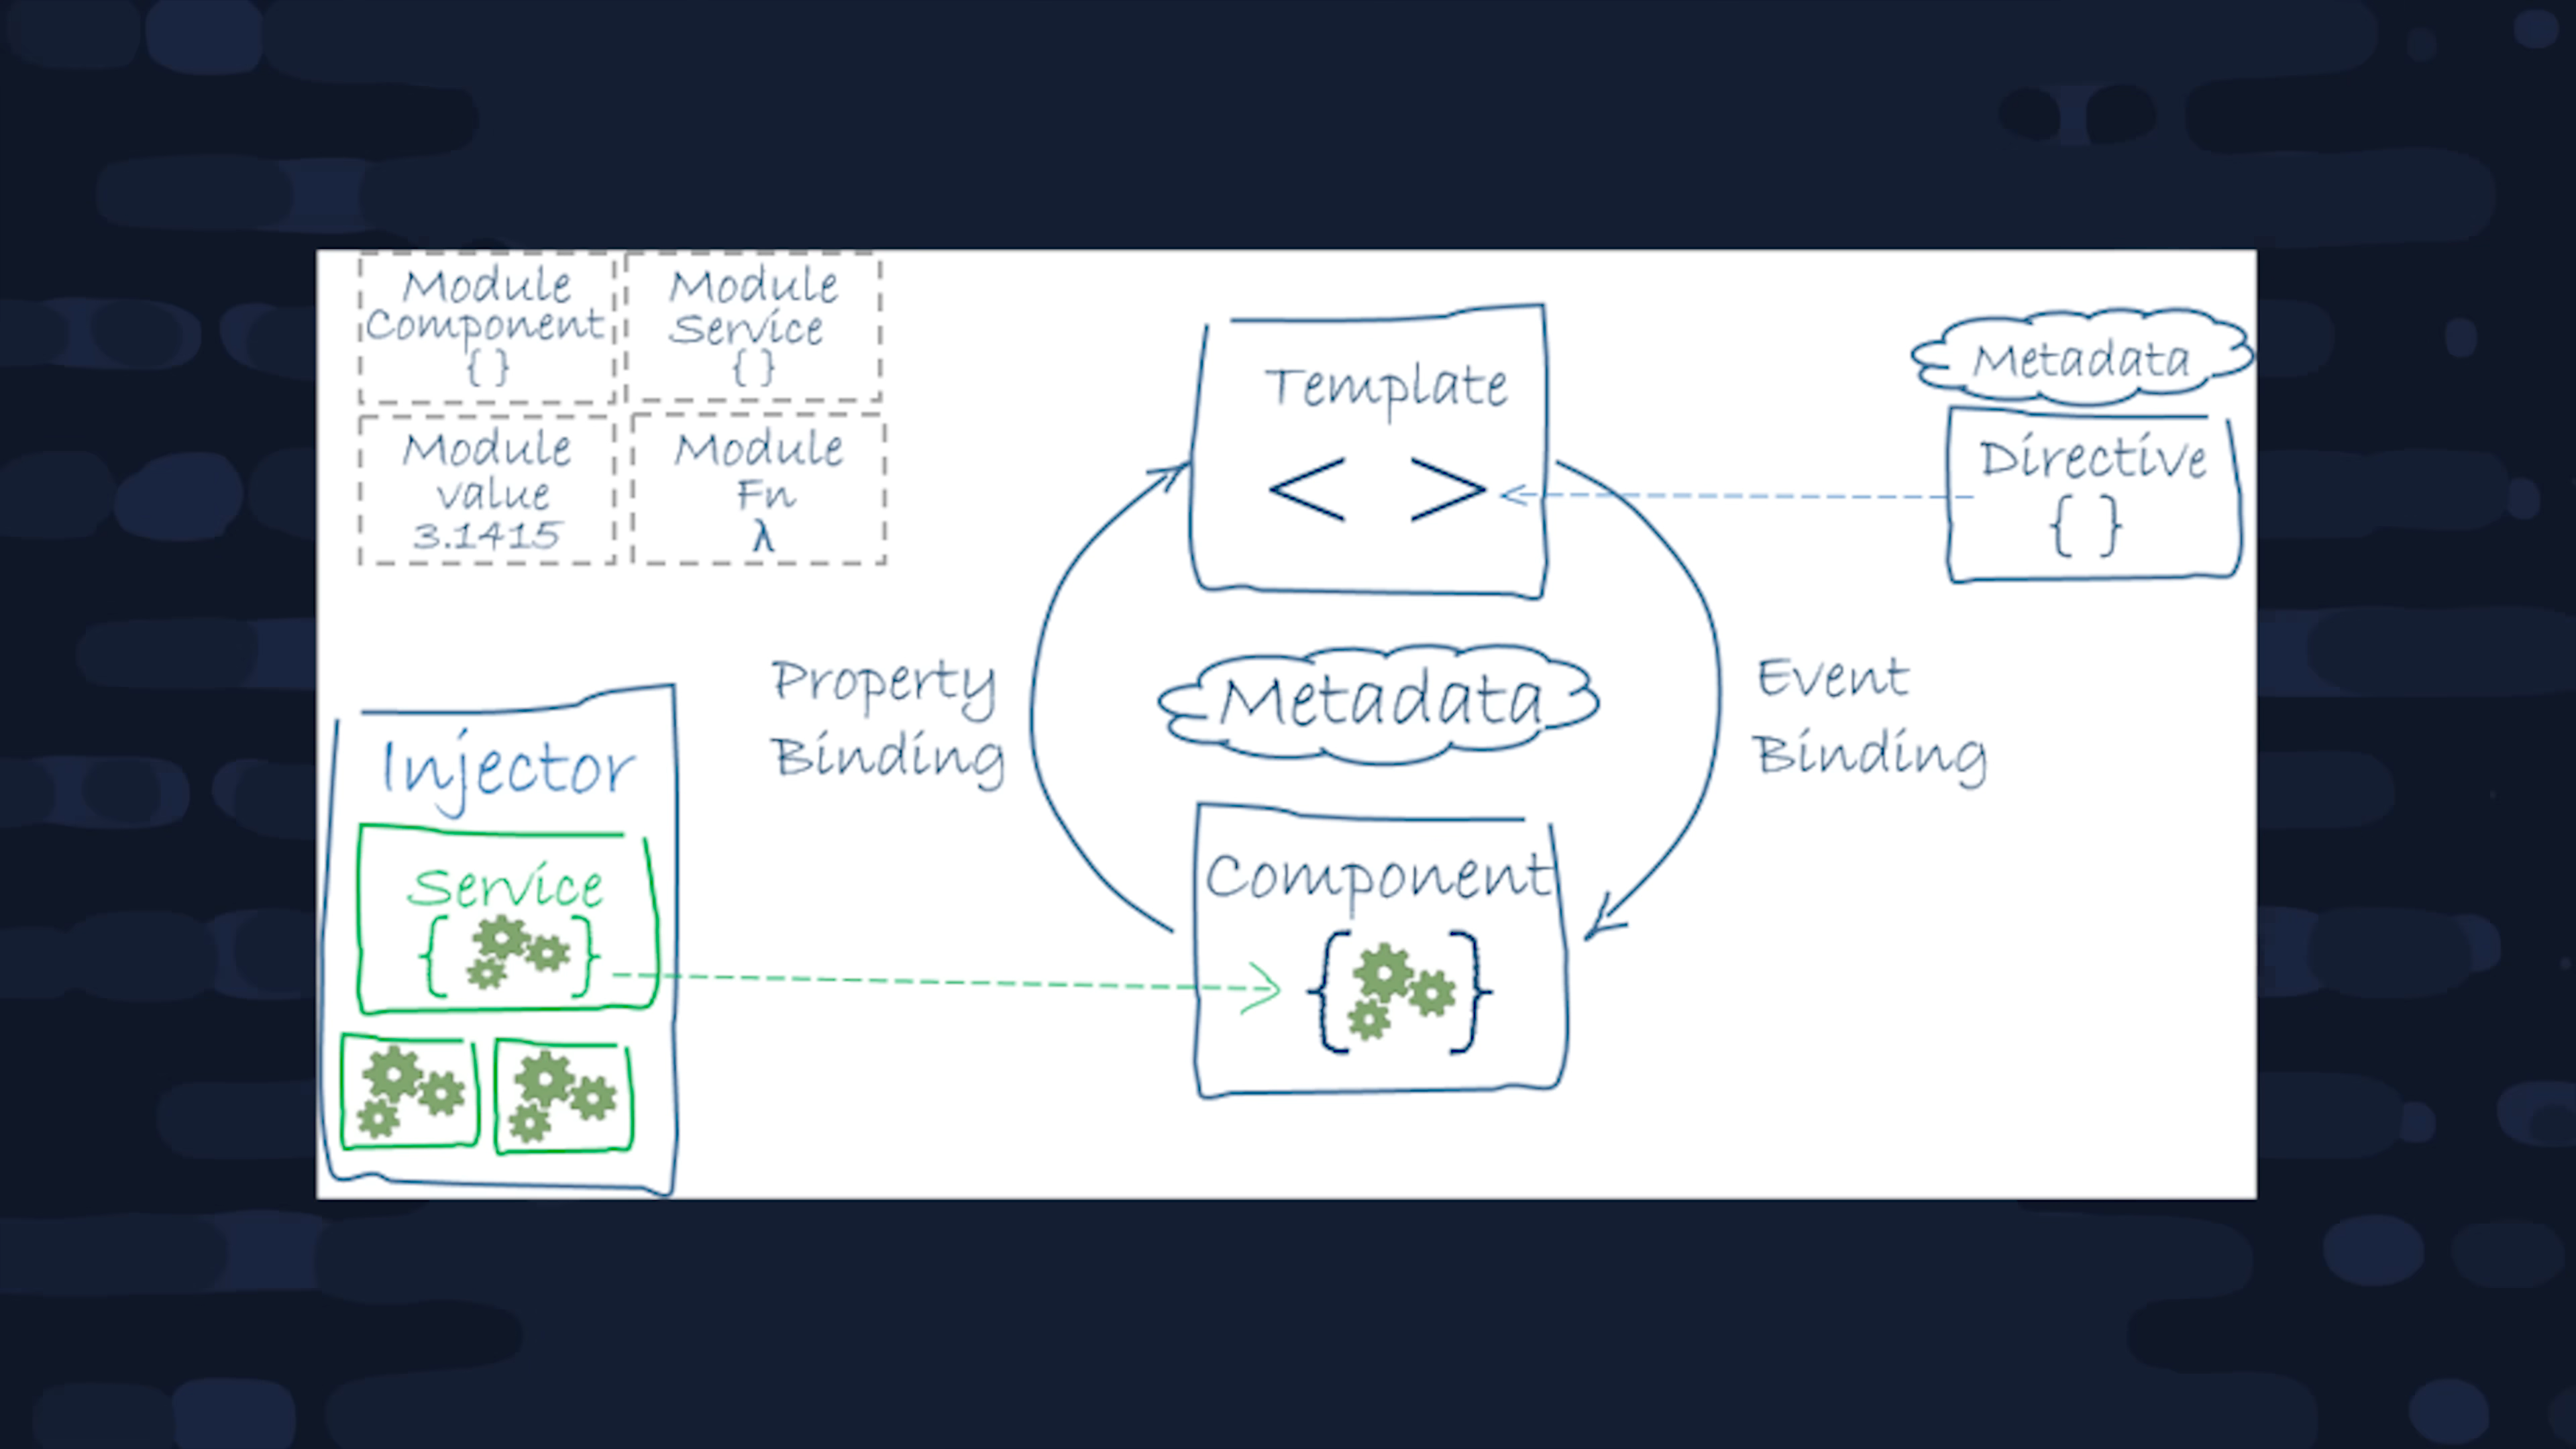 Module
Component
{ }
Module
Service
{ }
Module
value
3.1415
Module
Fn
λ
Template
< >
Metadata
Directive
{ }
Property
Binding
Metadata
Event
Binding
Injector
Service
{ }
Component
{ }